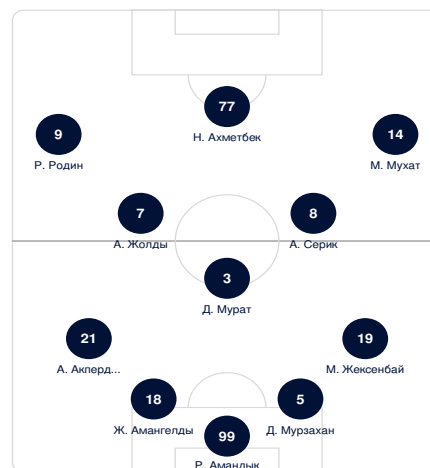 77
Н. Ахметбек
9
Р. Родин
14
М. Мухат
7
А. Жолды
8
А. Серик
3
Д. Мурат
21
А. Акперд...
19
М. Жексенбай
18
Ж. Амангелды
5
Д. Мурзахан
99
Р. Амандык